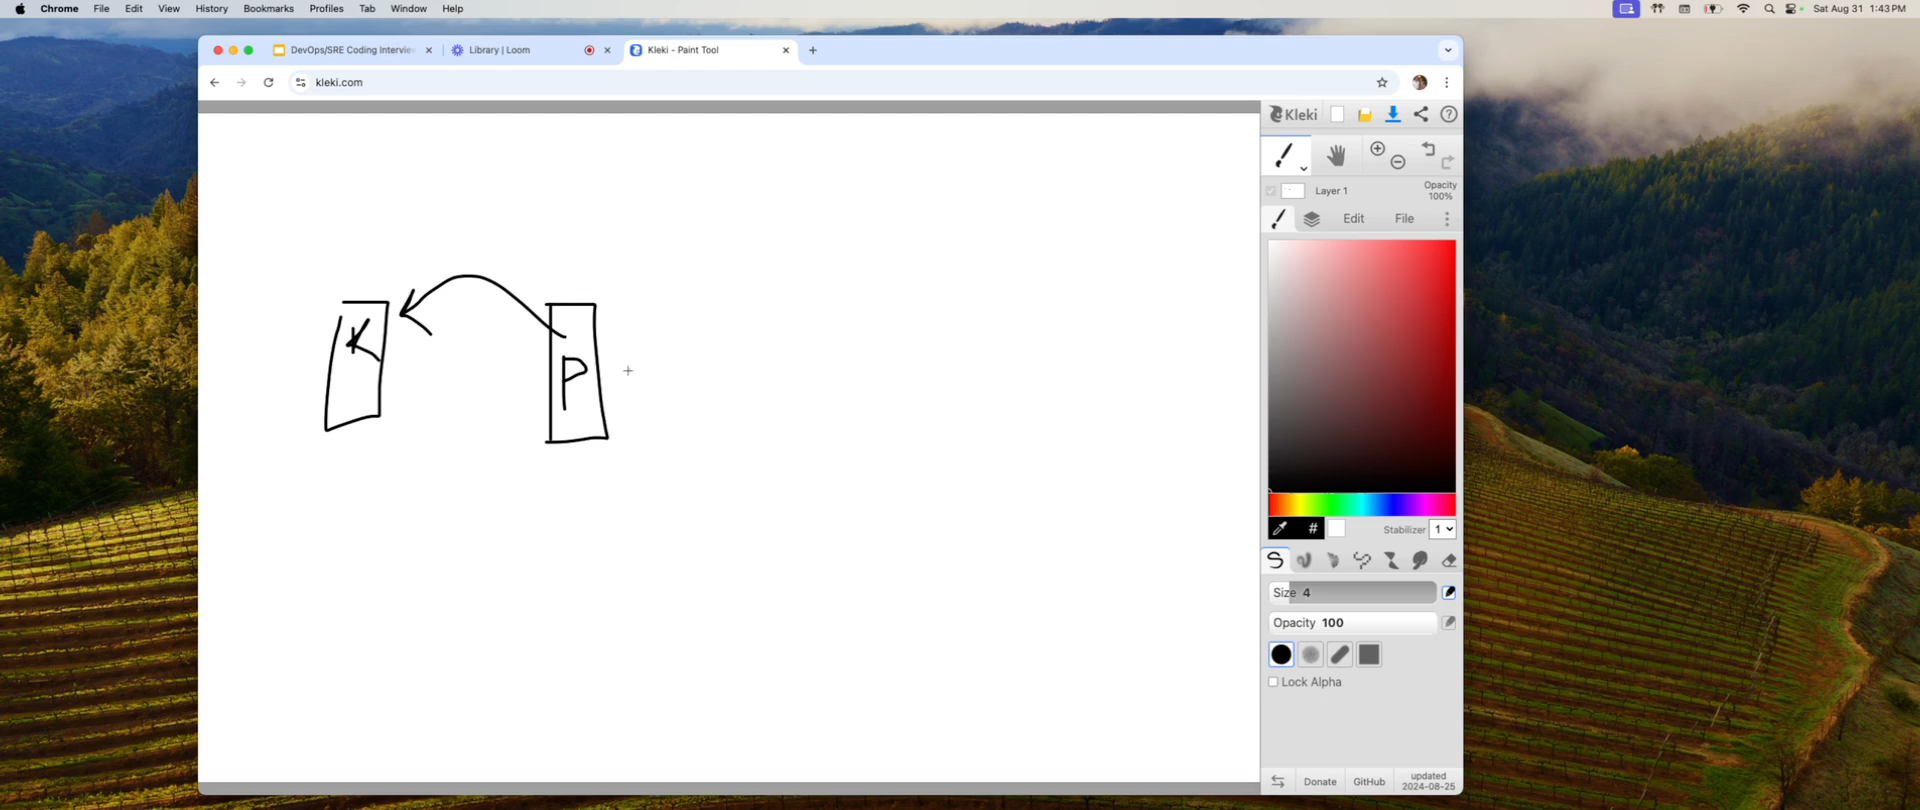 Chrome File Edit View History Bookmarks Profiles Tab Window Help
Sat Aug 31 1:43 PM
DevOps/SRE Coding Interview
Library | Loom
Kleki - Paint Tool
kleki.com
Kleki
Layer 1
Opacity
100%
Edit
File
K
P
#
Stabilizer 1
Size 4
Opacity 100
Lock Alpha
Donate
GitHub
updated
2024-08-25